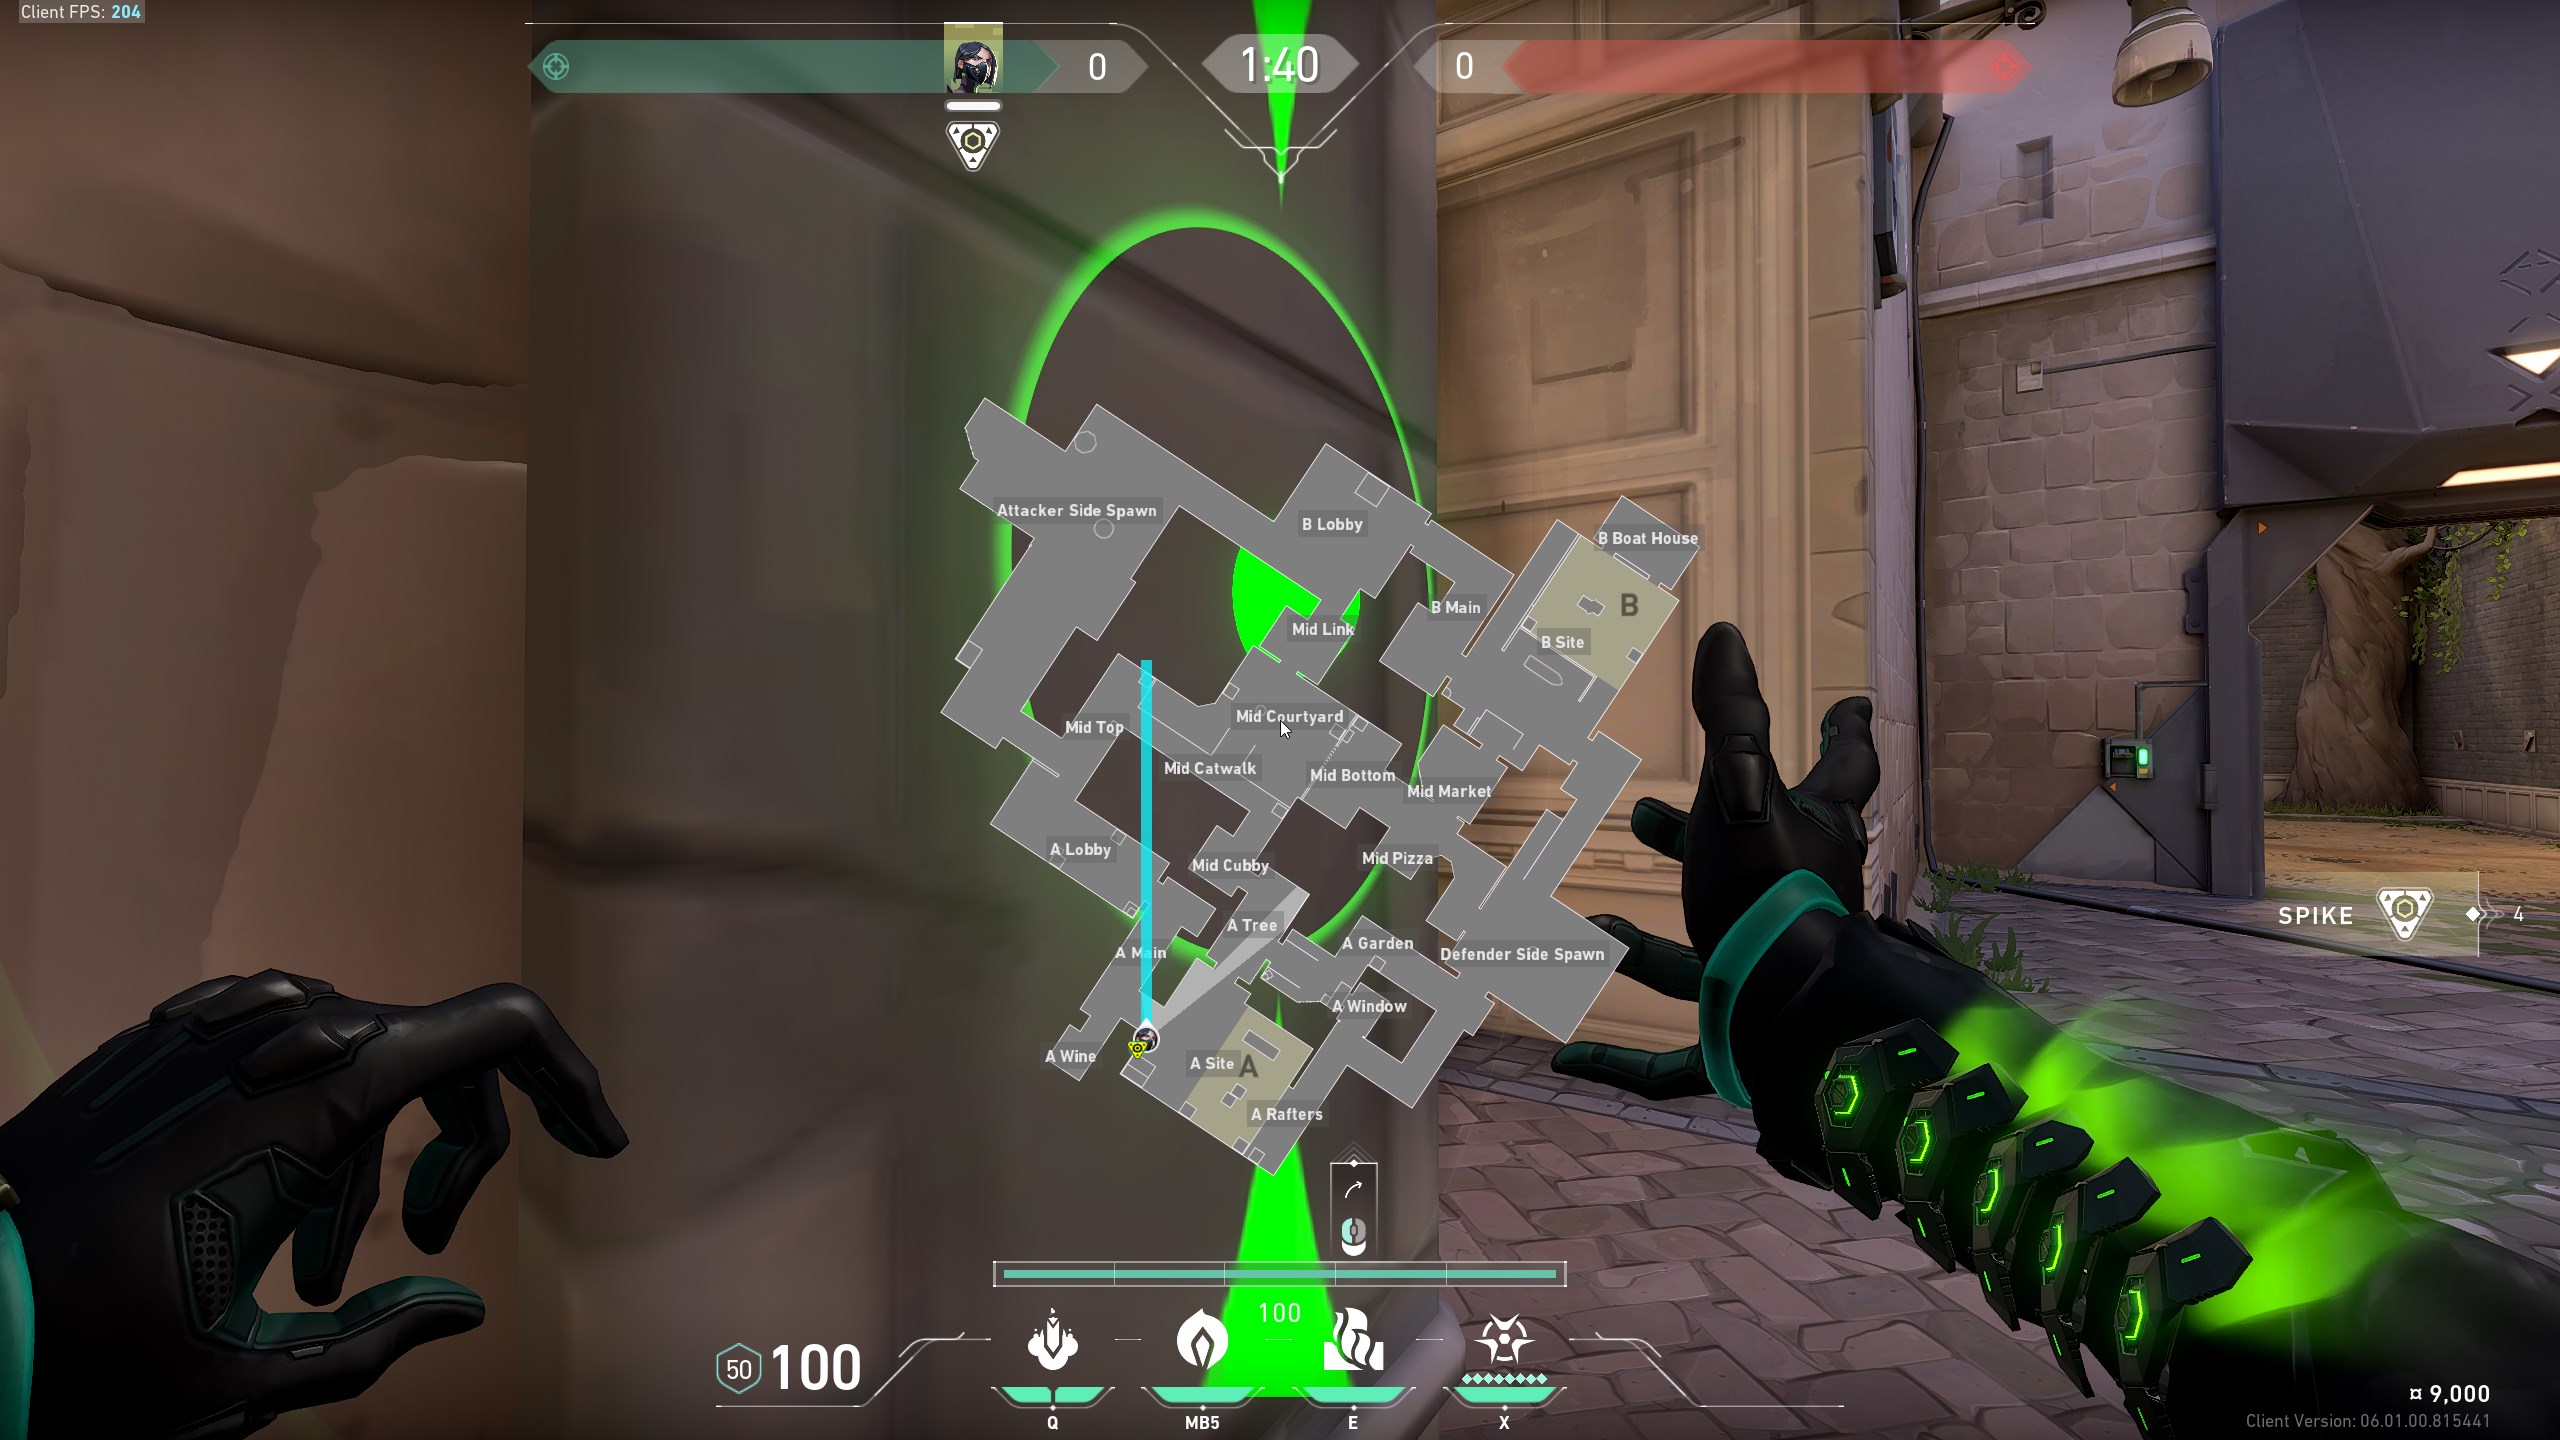 Client FPS: 204
0
1:40
0
Attacker Side Spawn
B Lobby
B Boat House
B Main
B
Mid Link
B Site
Mid Courtyard
Mid Top
Mid Catwalk
Mid Bottom
Mid Market
A Lobby
Mid Cubby
Mid Pizza
SPIKE
4
A Tree
A Garden
A Main
Defender Side Spawn
A Window
A Wine
A Site
A
A Rafters
100
50
100
9,000
Q
MB5
E
X
Client Version: 06.01.00.815441